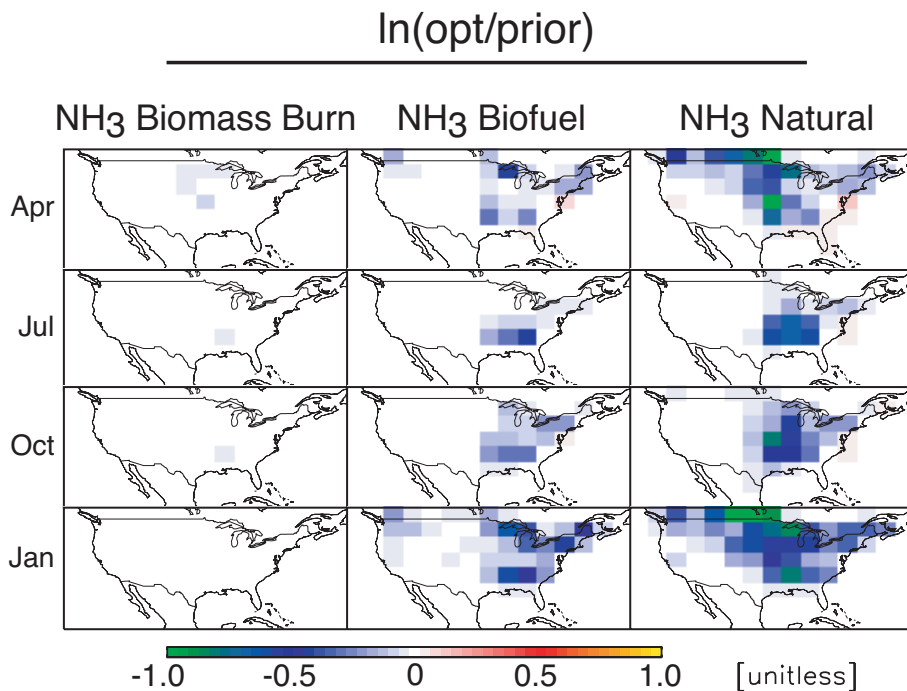 ln(opt/prior)
NH3 Biomass Burn NH3 Biofuel NH3 Natural
Apr
Jul
Oct
Jan
-1.0 -0.5 0 0.5 1.0 [unitless]